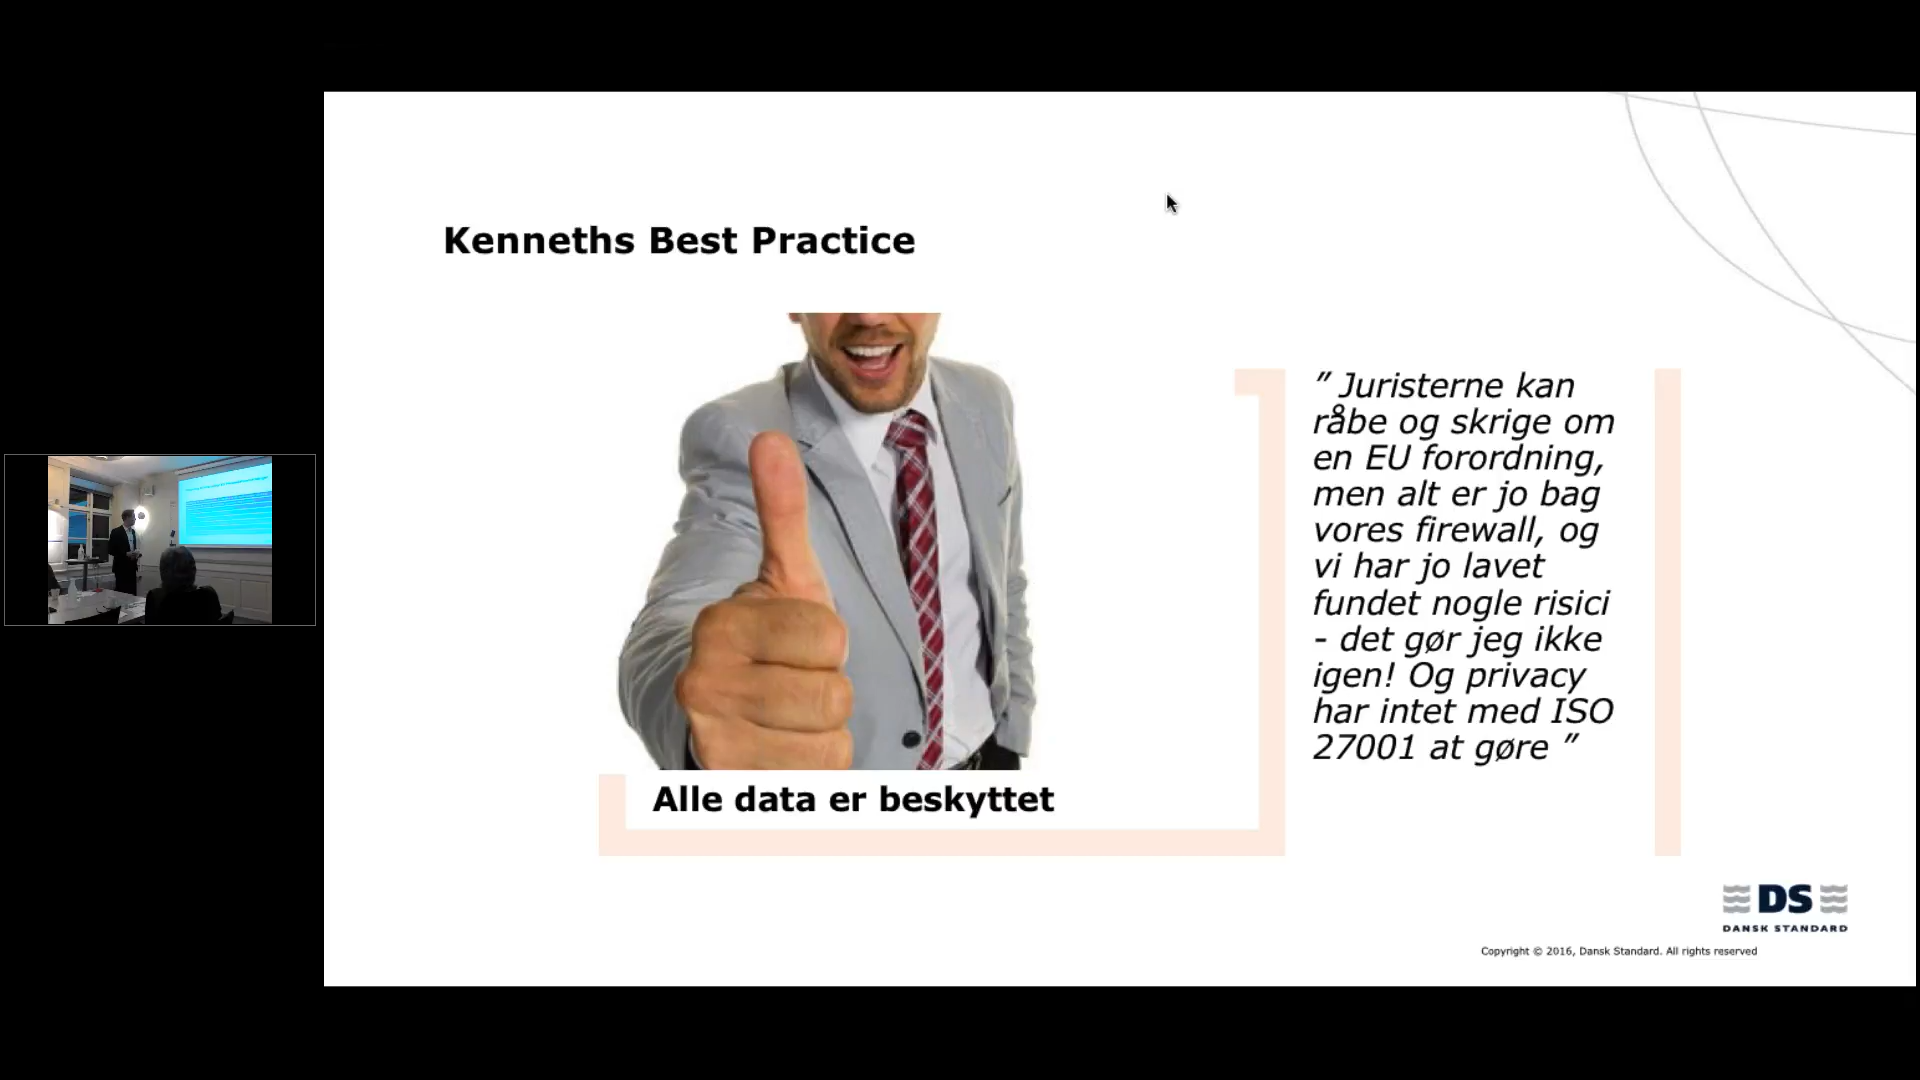 Kenneths Best Practice
” Juristerne kan
råbe og skrige om
en EU forordning,
men alt er jo bag
vores firewall, og
vi har jo lavet
fundet nogle risici
- det gør jeg ikke
igen! Og privacy
har intet med ISO
27001 at gøre ”
Alle data er beskyttet
DS
DANSK STANDARD
Copyright © 2016, Dansk Standard. All rights reserved